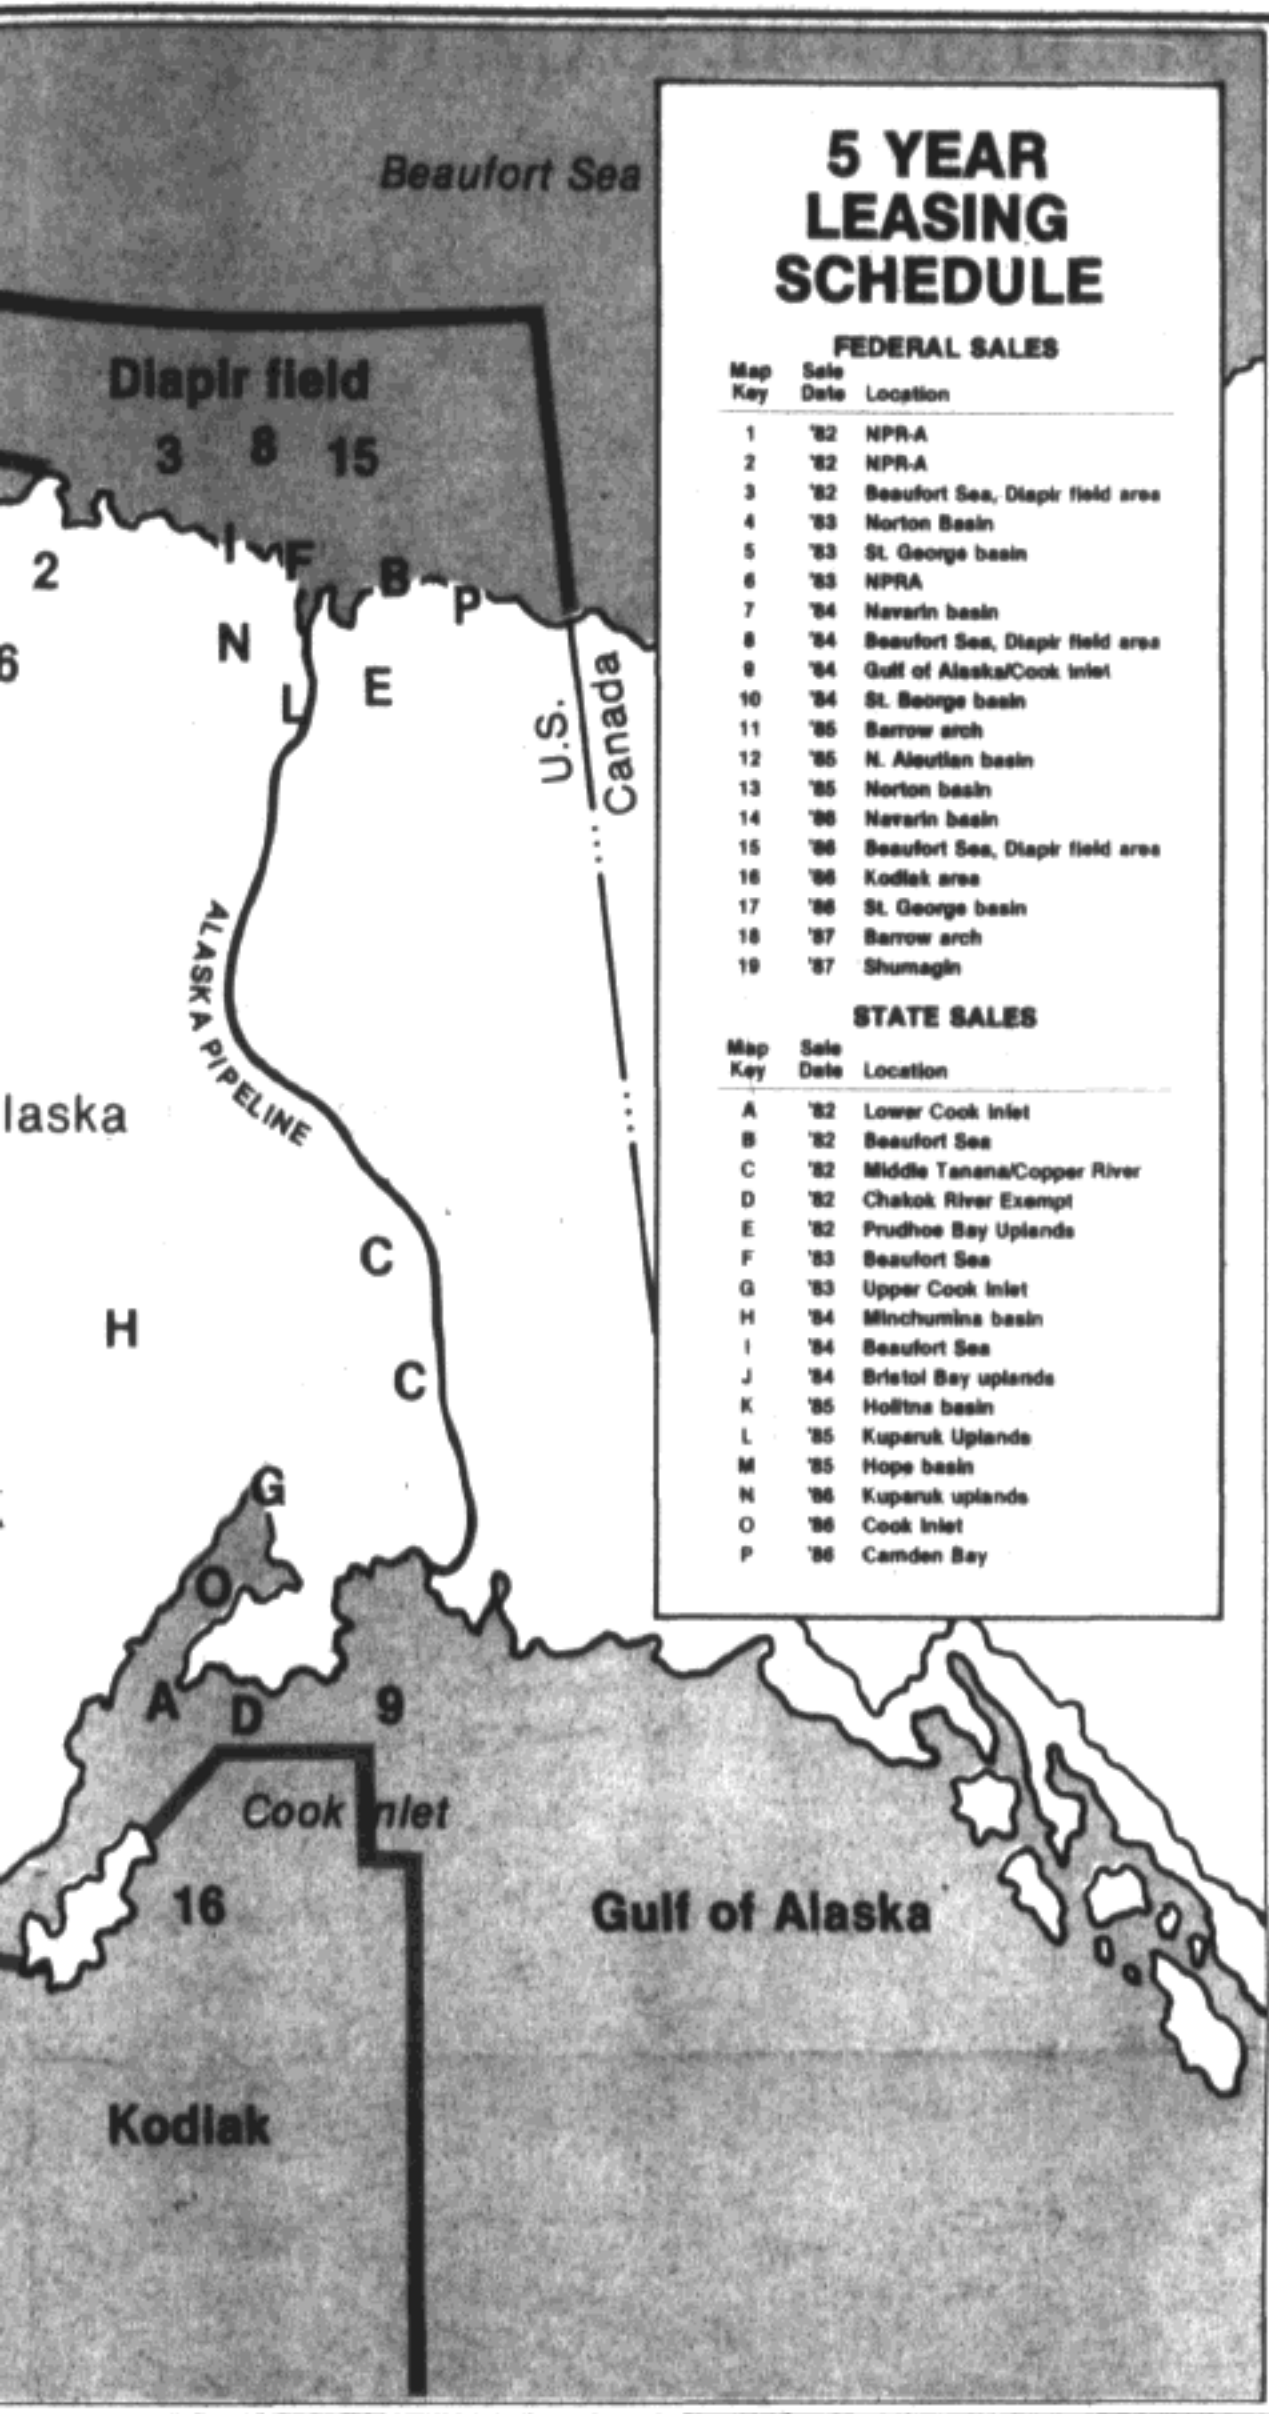 Beaufort Sea
Diapir field
3 8 15
I F B P
2
N
6
E
L
U.S.
Canada
ALASKA PIPELINE
laska
C
H
C
G
O
A D 9
Cook Inlet
16
Gulf of Alaska
Kodiak
5 YEAR
LEASING
SCHEDULE
FEDERAL SALES
Map Sale
Key Date Location
1 '82 NPR-A
2 '82 NPR-A
3 '82 Beaufort Sea, Diapir field area
4 '83 Norton Basin
5 '83 St. George basin
6 '83 NPRA
7 '84 Navarin basin
8 '84 Beaufort Sea, Diapir field area
9 '84 Gulf of Alaska/Cook Inlet
10 '84 St. George basin
11 '85 Barrow arch
12 '85 N. Aleutian basin
13 '85 Norton basin
14 '86 Navarin basin
15 '86 Beaufort Sea, Diapir field area
16 '86 Kodiak area
17 '86 St. George basin
18 '87 Barrow arch
19 '87 Shumagin
STATE SALES
Map Sale
Key Date Location
A '82 Lower Cook Inlet
B '82 Beaufort Sea
C '82 Middle Tanana/Copper River
D '82 Chakok River Exempt
E '82 Prudhoe Bay Uplands
F '83 Beaufort Sea
G '83 Upper Cook Inlet
H '84 Minchumina basin
I '84 Beaufort Sea
J '84 Bristol Bay uplands
K '85 Holitna basin
L '85 Kuparuk Uplands
M '85 Hope basin
N '86 Kuparuk uplands
O '86 Cook Inlet
P '86 Camden Bay